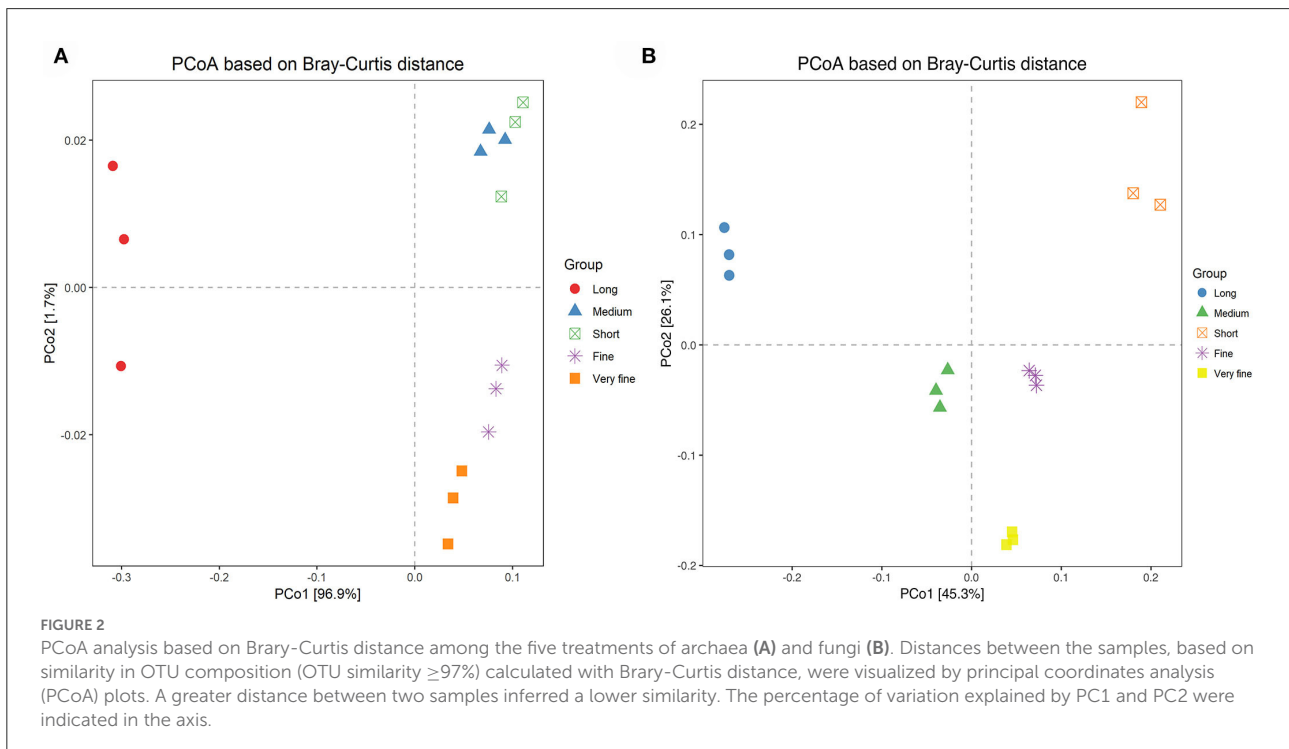 A
PCoA based on Bray-Curtis distance
PCo2 [1.7%]
0.02
0.00
-0.02
-0.3
-0.2
-0.1
0.0
0.1
PCo1 [96.9%]
Group
Long
Medium
Short
Fine
Very fine
B
PCoA based on Bray-Curtis distance
PCo2 [26.1%]
0.2
0.1
0.0
-0.1
-0.2
-0.2
-0.1
0.0
0.1
0.2
PCo1 [45.3%]
Group
Long
Medium
Short
Fine
Very fine
FIGURE 2
PCoA analysis based on Brary-Curtis distance among the five treatments of archaea (A) and fungi (B). Distances between the samples, based on
similarity in OTU composition (OTU similarity ≥97%) calculated with Brary-Curtis distance, were visualized by principal coordinates analysis
(PCoA) plots. A greater distance between two samples inferred a lower similarity. The percentage of variation explained by PC1 and PC2 were
indicated in the axis.